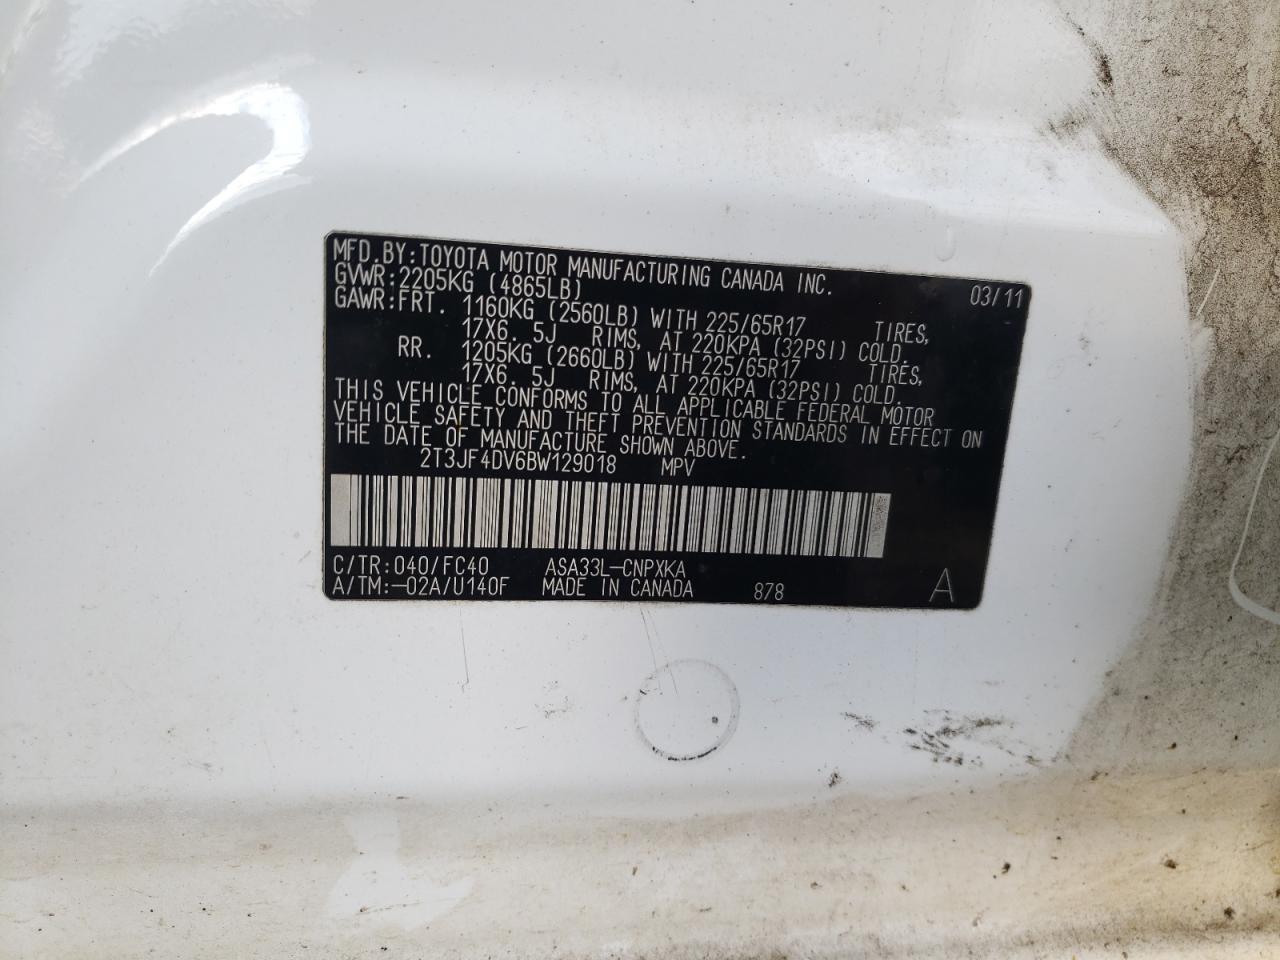 MFD.BY:TOYOTA MOTOR MANUFACTURING CANADA INC. 03/11
GVWR:2205KG (4865LB)
GAWR:FRT. 1160KG (2560LB) WITH 225/65R17 TIRES,
17X6. 5J RIMS, AT 220KPA (32PSI) COLD.
RR. 1205KG (2660LB) WITH 225/65R17 TIRES,
17X6. 5J RIMS, AT 220KPA (32PSI) COLD.
THIS VEHICLE CONFORMS TO ALL APPLICABLE FEDERAL MOTOR
VEHICLE SAFETY AND THEFT PREVENTION STANDARDS IN EFFECT ON
THE DATE OF MANUFACTURE SHOWN ABOVE.
2T3JF4DV6BW129018 MPV
C/TR:040/FC40 ASA33L-CNPXKA
A/TM:-02A/U140F MADE IN CANADA 878 A